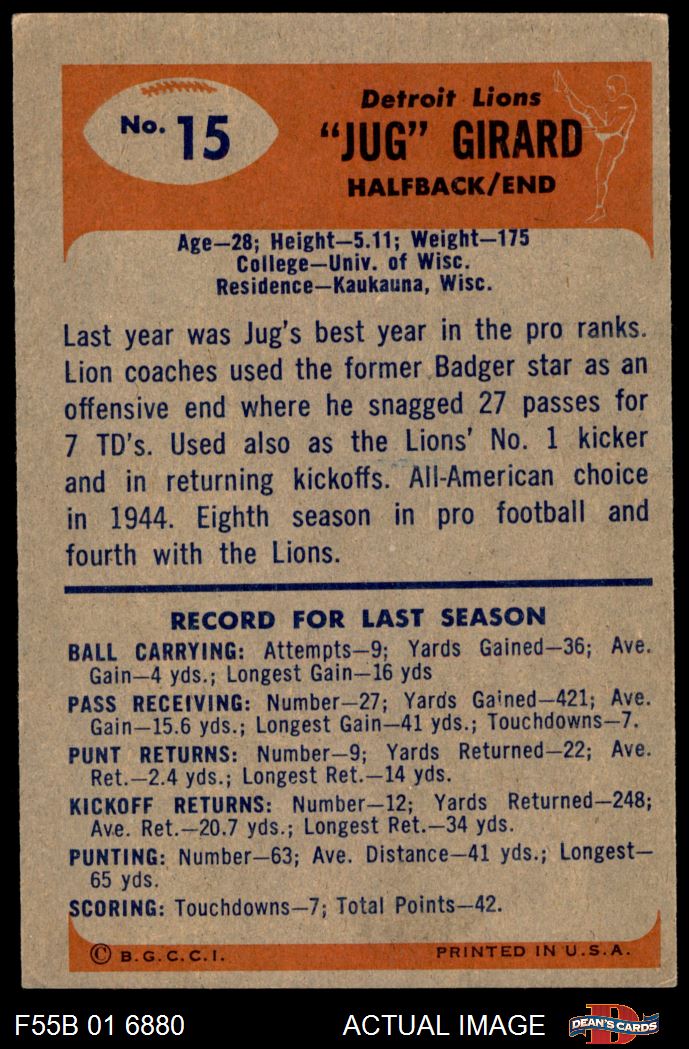 No. 15
Detroit Lions
"JUG" GIRARD
HALFBACK/END
Age—28; Height—5.11; Weight—175
College—Univ. of Wisc.
Residence—Kaukauna, Wisc.
Last year was Jug's best year in the pro ranks.
Lion coaches used the former Badger star as an
offensive end where he snagged 27 passes for
7 TD's. Used also as the Lions' No. 1 kicker
and in returning kickoffs. All-American choice
in 1944. Eighth season in pro football and
fourth with the Lions.
RECORD FOR LAST SEASON
BALL CARRYING: Attempts—9; Yards Gained—36; Ave.
Gain—4 yds.; Longest Gain—16 yds
PASS RECEIVING: Number—27; Yards Gained—421; Ave.
Gain—15.6 yds.; Longest Gain—41 yds.; Touchdowns—7.
PUNT RETURNS: Number—9; Yards Returned—22; Ave.
Ret.—2.4 yds.; Longest Ret.—14 yds.
KICKOFF RETURNS: Number—12; Yards Returned—248;
Ave. Ret.—20.7 yds.; Longest Ret.—34 yds.
PUNTING: Number—63; Ave. Distance—41 yds.; Longest—
65 yds.
SCORING: Touchdowns—7; Total Points—42.
© B.G.C.C.I. PRINTED IN U.S.A.
F55B 01 6880 ACTUAL IMAGE DEAN'S CARDS